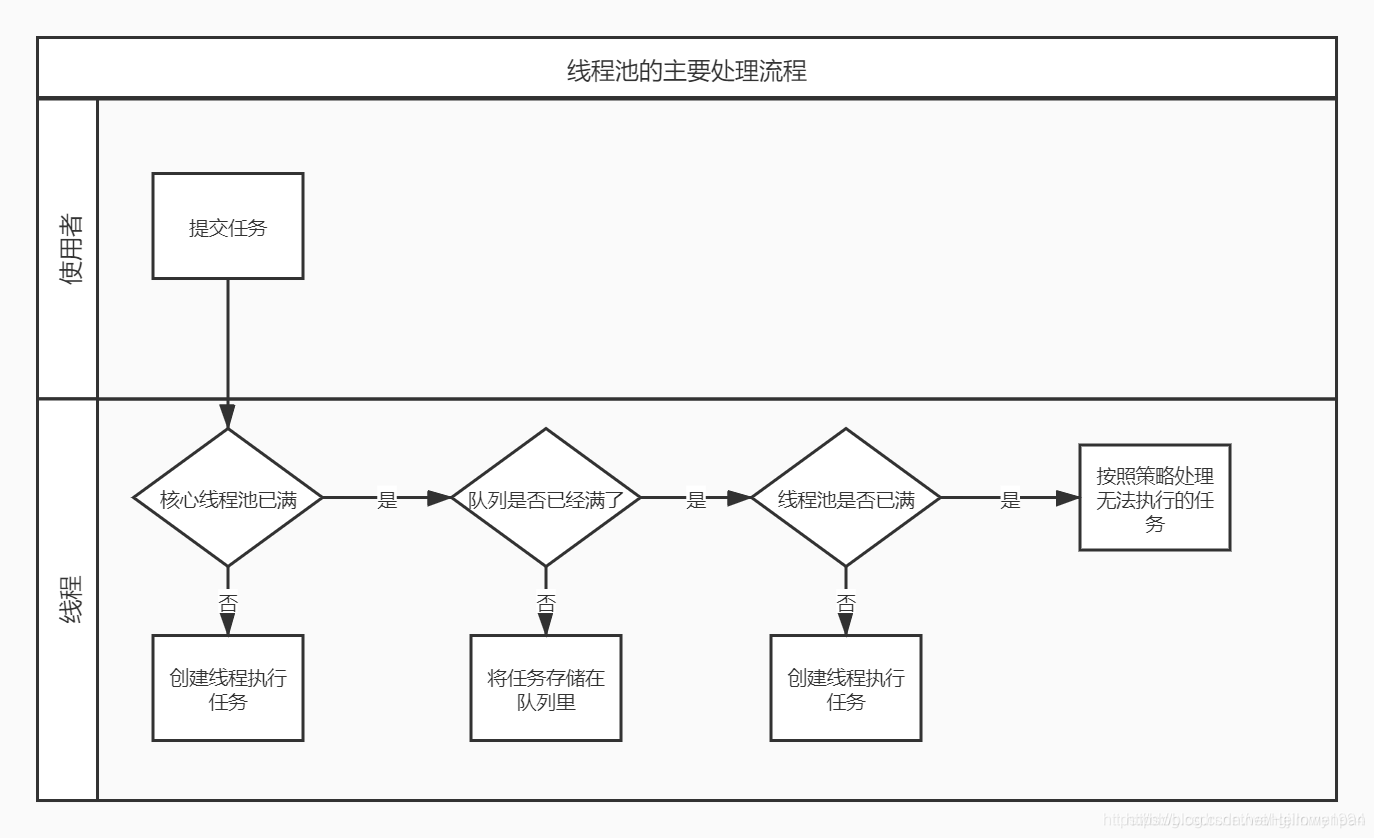 线程池的主要处理流程
使用者
提交任务
线程
核心线程池已满
是
队列是否已经满了
是
线程池是否已满
是
按照策略处理
无法执行的任
务
否
否
否
创建线程执行
任务
将任务存储在
队列里
创建线程执行
任务